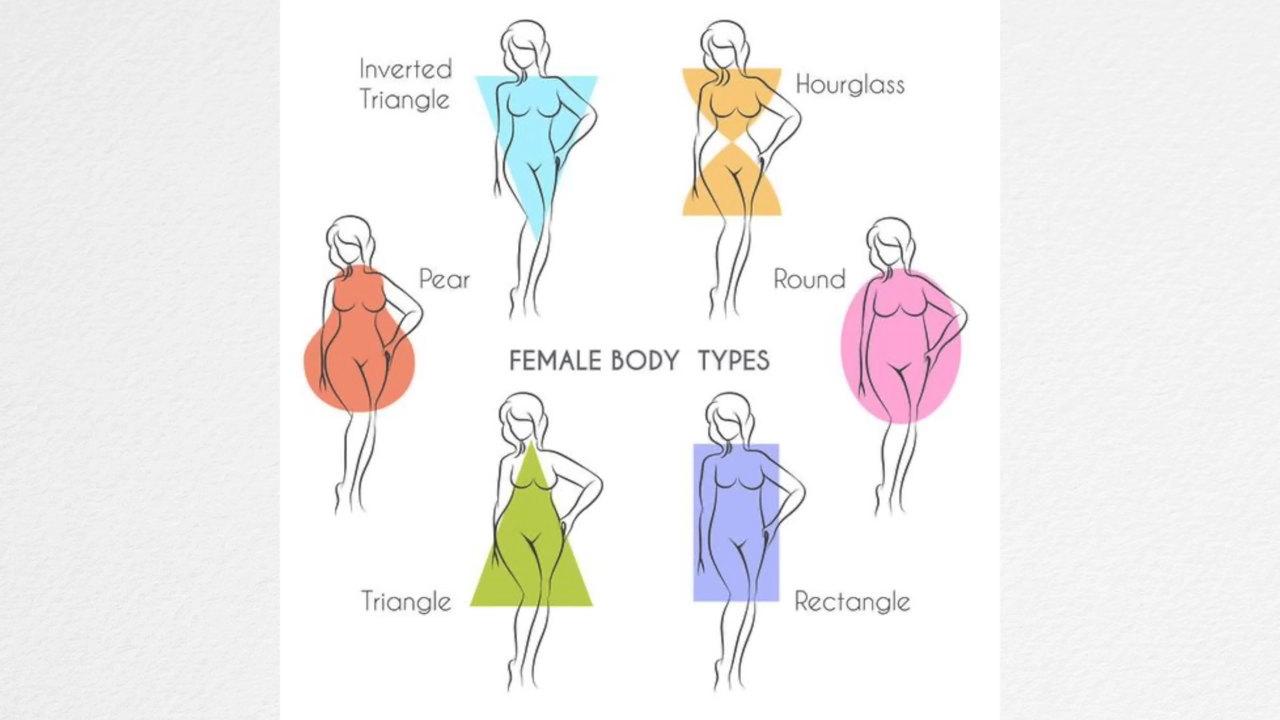 Inverted
Triangle
Hourglass
Pear
Round
FEMALE BODY TYPES
Triangle
Rectangle